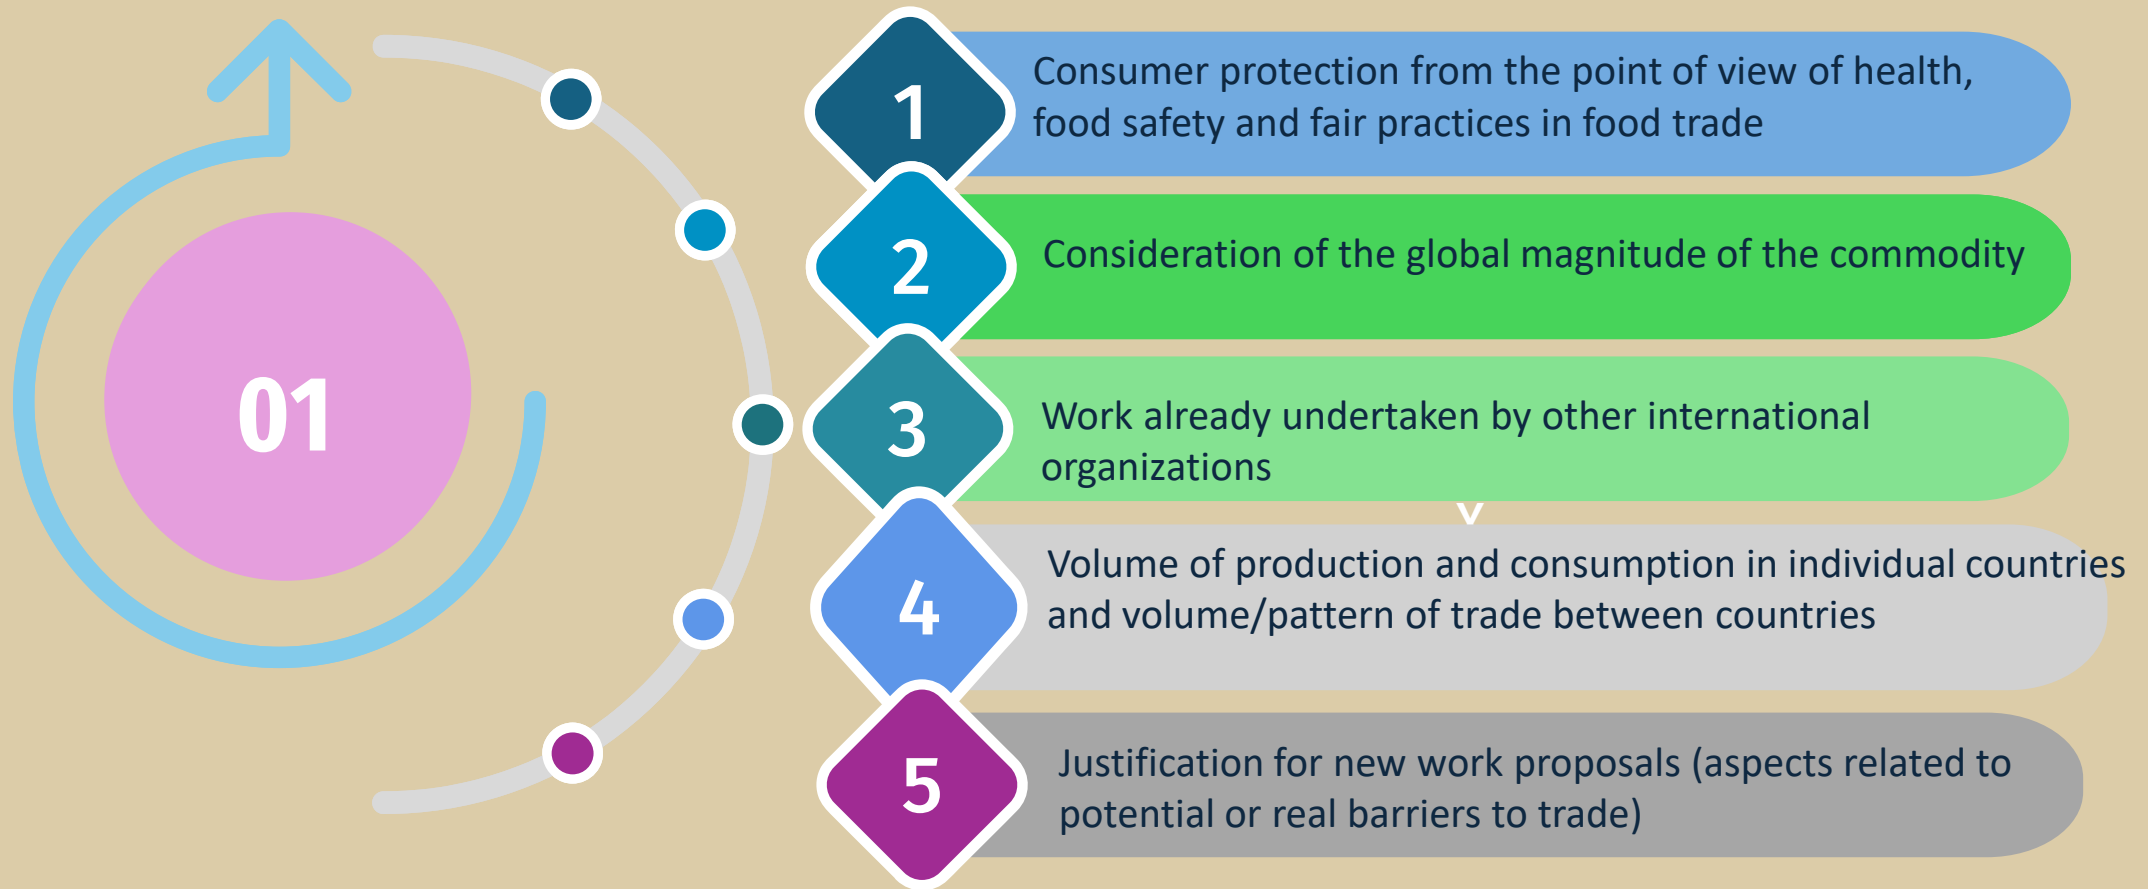 01
1
Consumer protection from the point of view of health,
food safety and fair practices in food trade
2
Consideration of the global magnitude of the commodity
3
Work already undertaken by other international
organizations
4
Volume of production and consumption in individual countries
and volume/pattern of trade between countries
5
Justification for new work proposals (aspects related to
potential or real barriers to trade)